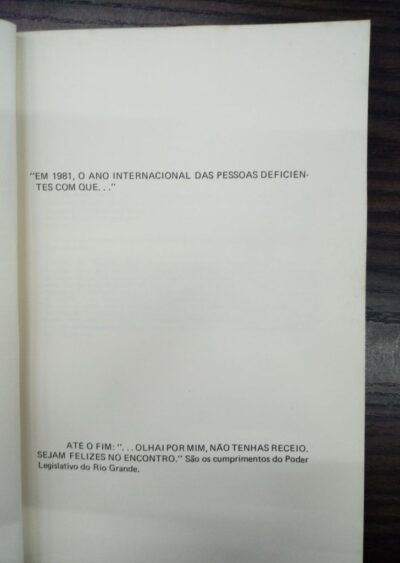 "EM 1981, O ANO INTERNACIONAL DAS PESSOAS DEFICIEN-
TES COM QUE. . ."
ATE O FIM: ". . . OLHAI POR MIM, NÃO TENHAS RECEIO,
SEJAM FELIZES NO ENCONTRO." São os cumprimentos do Poder
Legislativo do Rio Grande.